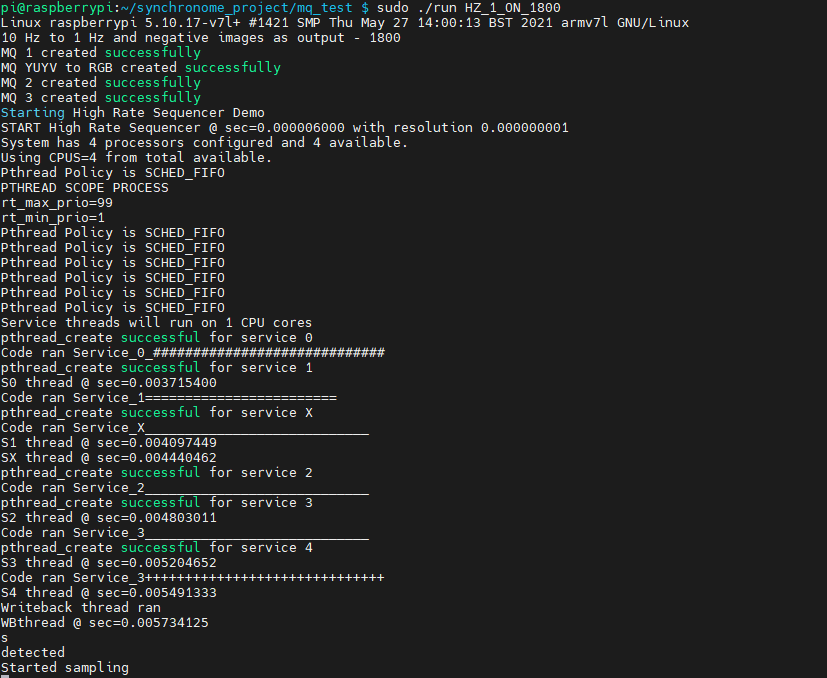 pi@raspberrypi:~/synchronome_project/mq_test $ sudo ./run HZ_1_ON_1800
Linux raspberrypi 5.10.17-v7l+ #1421 SMP Thu May 27 14:00:13 BST 2021 armv7l GNU/Linux
10 Hz to 1 Hz and negative images as output - 1800
MQ 1 created successfully
MQ YUYV to RGB created successfully
MQ 2 created successfully
MQ 3 created successfully
Starting High Rate Sequencer Demo
START High Rate Sequencer @ sec=0.000006000 with resolution 0.000000001
System has 4 processors configured and 4 available.
Using CPUS=4 from total available.
Pthread Policy is SCHED_FIFO
PTHREAD SCOPE PROCESS
rt_max_prio=99
rt_min_prio=1
Pthread Policy is SCHED_FIFO
Pthread Policy is SCHED_FIFO
Pthread Policy is SCHED_FIFO
Pthread Policy is SCHED_FIFO
Pthread Policy is SCHED_FIFO
Pthread Policy is SCHED_FIFO
Service threads will run on 1 CPU cores
pthread_create successful for service 0
Code ran Service_0_#############################
pthread_create successful for service 1
S0 thread @ sec=0.003715400
Code ran Service_1========================
pthread_create successful for service X
Code ran Service_X____________________________
S1 thread @ sec=0.004097449
SX thread @ sec=0.004440462
pthread_create successful for service 2
Code ran Service_2____________________________
pthread_create successful for service 3
S2 thread @ sec=0.004803011
Code ran Service_3____________________________
pthread_create successful for service 4
S3 thread @ sec=0.005204652
Code ran Service_3++++++++++++++++++++++++++++++
S4 thread @ sec=0.005491333
Writeback thread ran
WBthread @ sec=0.005734125
s
detected
Started sampling